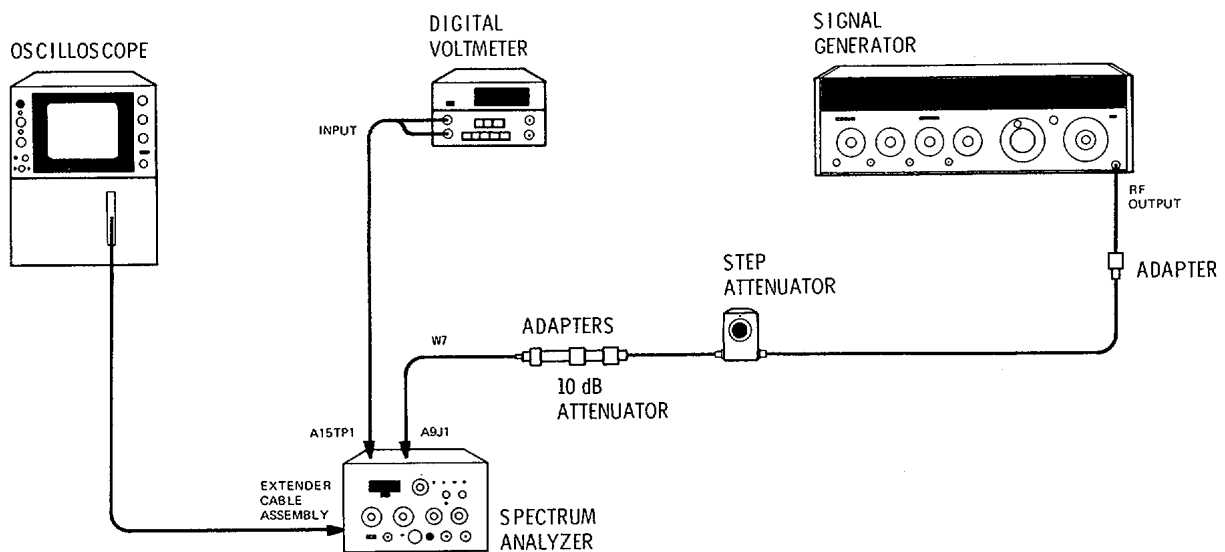 OSCILLOSCOPE
DIGITAL
VOLTMETER
SIGNAL
GENERATOR
INPUT
RF
OUTPUT
STEP
ATTENUATOR
ADAPTER
ADAPTERS
W7
10 dB
ATTENUATOR
A15TP1
A9J1
EXTENDER
CABLE
ASSEMBLY
SPECTRUM
ANALYZER